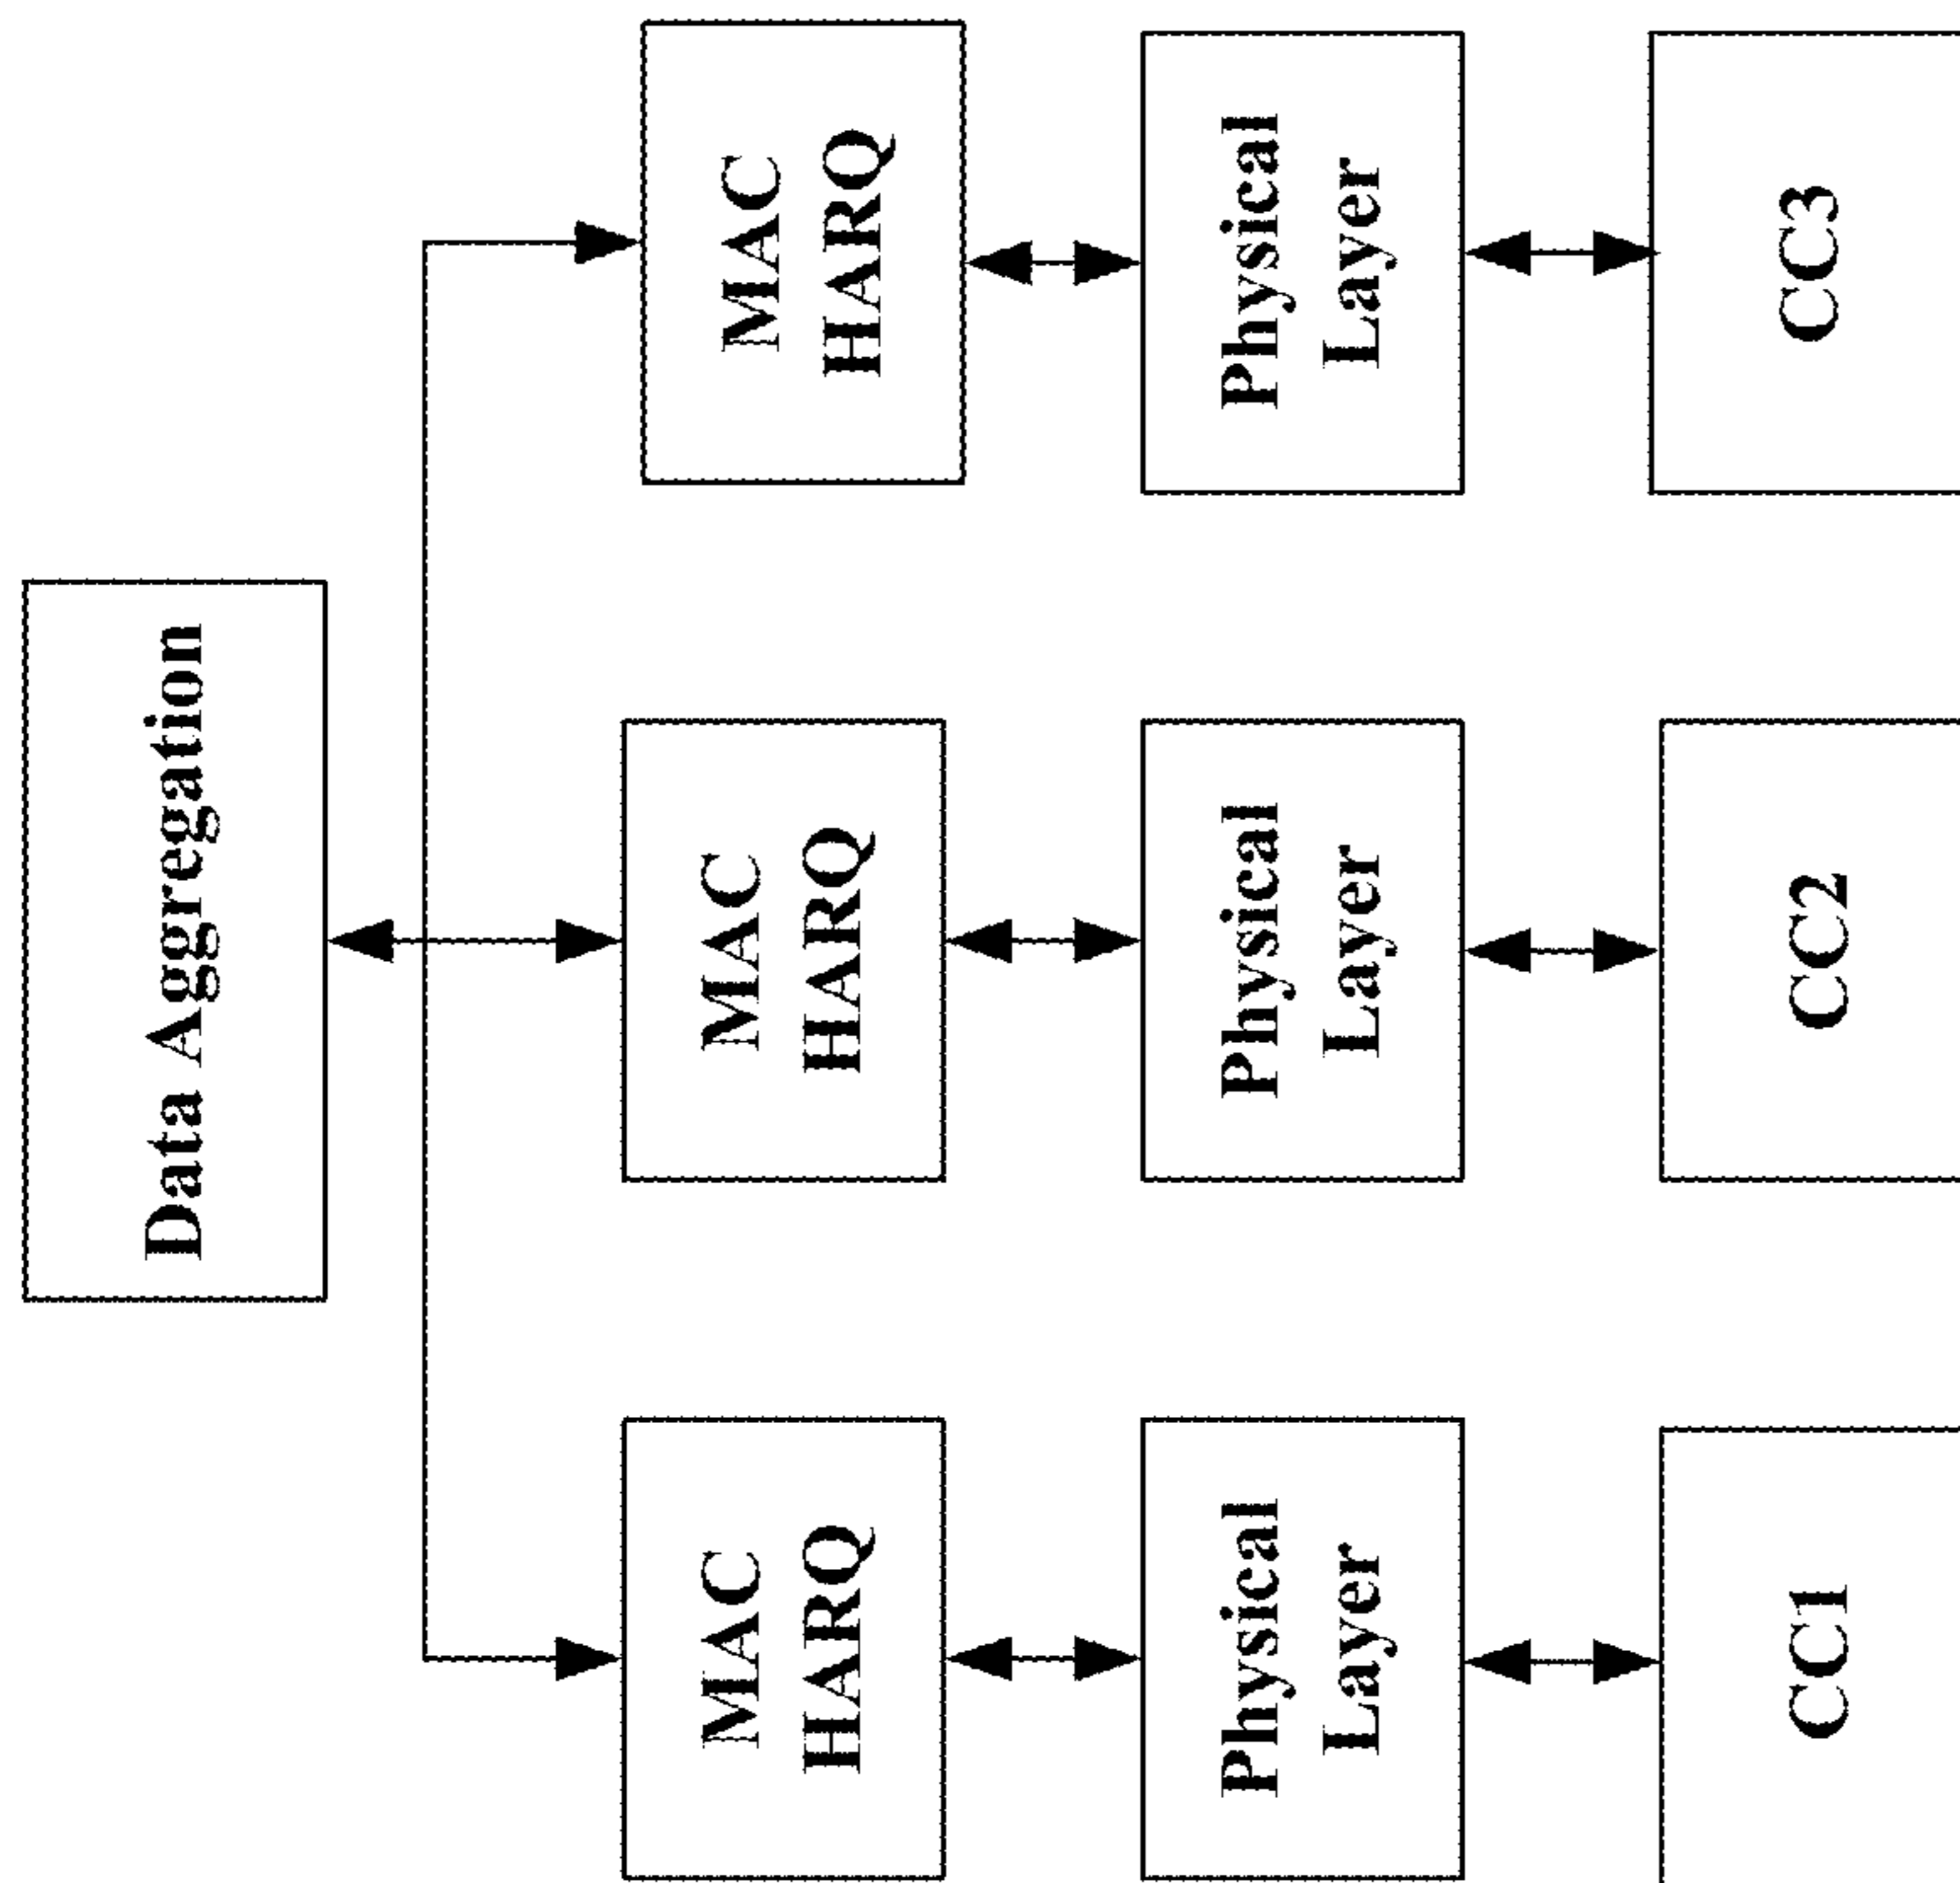 Data Aggregation
MAC
HARQ
MAC
HARQ
MAC
HARQ
Physical
Layer
Physical
Layer
Physical
Layer
CC1
CC2
CC3